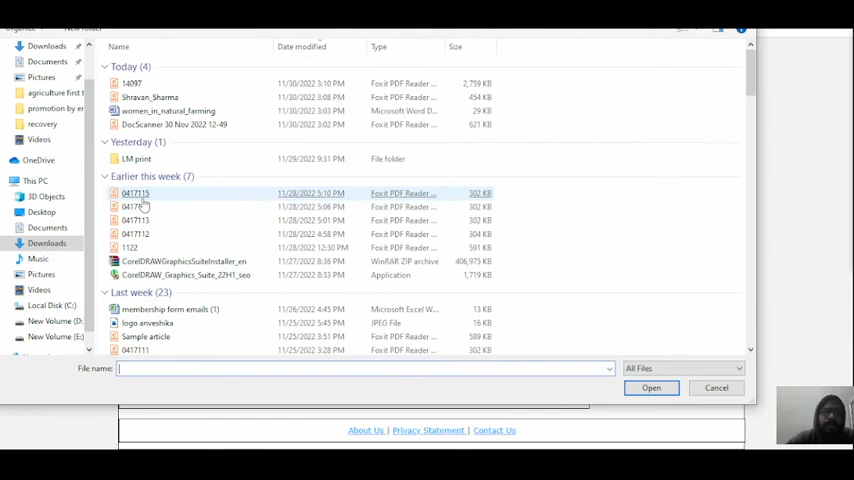 Downloads
Documents
Pictures
agriculture first t
promotion by er
recovery
Videos
OneDrive
This PC
3D Objects
Desktop
Documents
Downloads
Music
Pictures
Videos
Local Disk (C:)
New Volume (D:
New Volume (E:)
Name Date modified Type Size
Today (4)
14097 11/30/2022 3:10 PM Foxit PDF Reader ... 2,759 KB
Shravan_Sharma 11/30/2022 3:03 PM Foxit PDF Reader ... 454 KB
women_in_natural_farming 11/30/2022 3:03 PM Microsoft Word D... 29 KB
DocScanner 30 Nov 2022 12-49 11/30/2022 3:02 PM Foxit PDF Reader ... 621 KB
Yesterday (1)
LM print 11/29/2022 9:31 PM File folder
Earlier this week (7)
0417115 11/28/2022 5:10 PM Foxit PDF Reader ... 302 KB
11/28/2022 5:06 PM Foxit PDF Reader ... 302 KB
0417113 11/28/2022 5:01 PM Foxit PDF Reader ... 302 KB
0417112 11/28/2022 4:58 PM Foxit PDF Reader ... 304 KB
1122 11/28/2022 12:30 PM Foxit PDF Reader ... 591 KB
CorelDRAWGraphicsSuiteInstaller_en 11/27/2022 8:36 PM WinRAR ZIP archive 406,975 KB
CorelDRAW_Graphics_Suite_22H1_seo 11/27/2022 8:33 PM Application 1,719 KB
Last week (23)
membership form emails (1) 11/26/2022 4:45 PM Microsoft Excel W... 13 KB
logo anveshika 11/25/2022 5:45 PM JPEG File 16 KB
Sample article 11/25/2022 3:51 PM Foxit PDF Reader ... 589 KB
0417111 11/25/2022 3:28 PM Foxit PDF Reader ... 302 KB
File name: All Files
Open Cancel
About Us | Privacy Statement | Contact Us